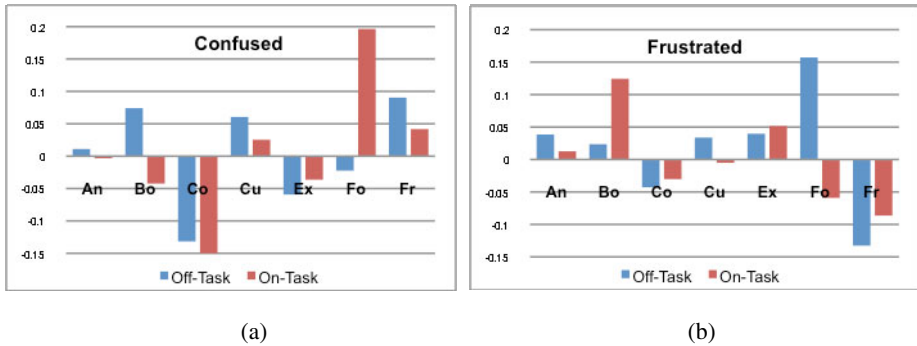 Confused
0.2
0.15
0.1
0.05
0
-0.05
-0.1
-0.15
An Bo Co Cu Ex Fo Fr
Off-Task On-Task
(a)
Frustrated
0.2
0.15
0.1
0.05
0
-0.05
-0.1
-0.15
An Bo Co Cu Ex Fo Fr
Off-Task On-Task
(b)